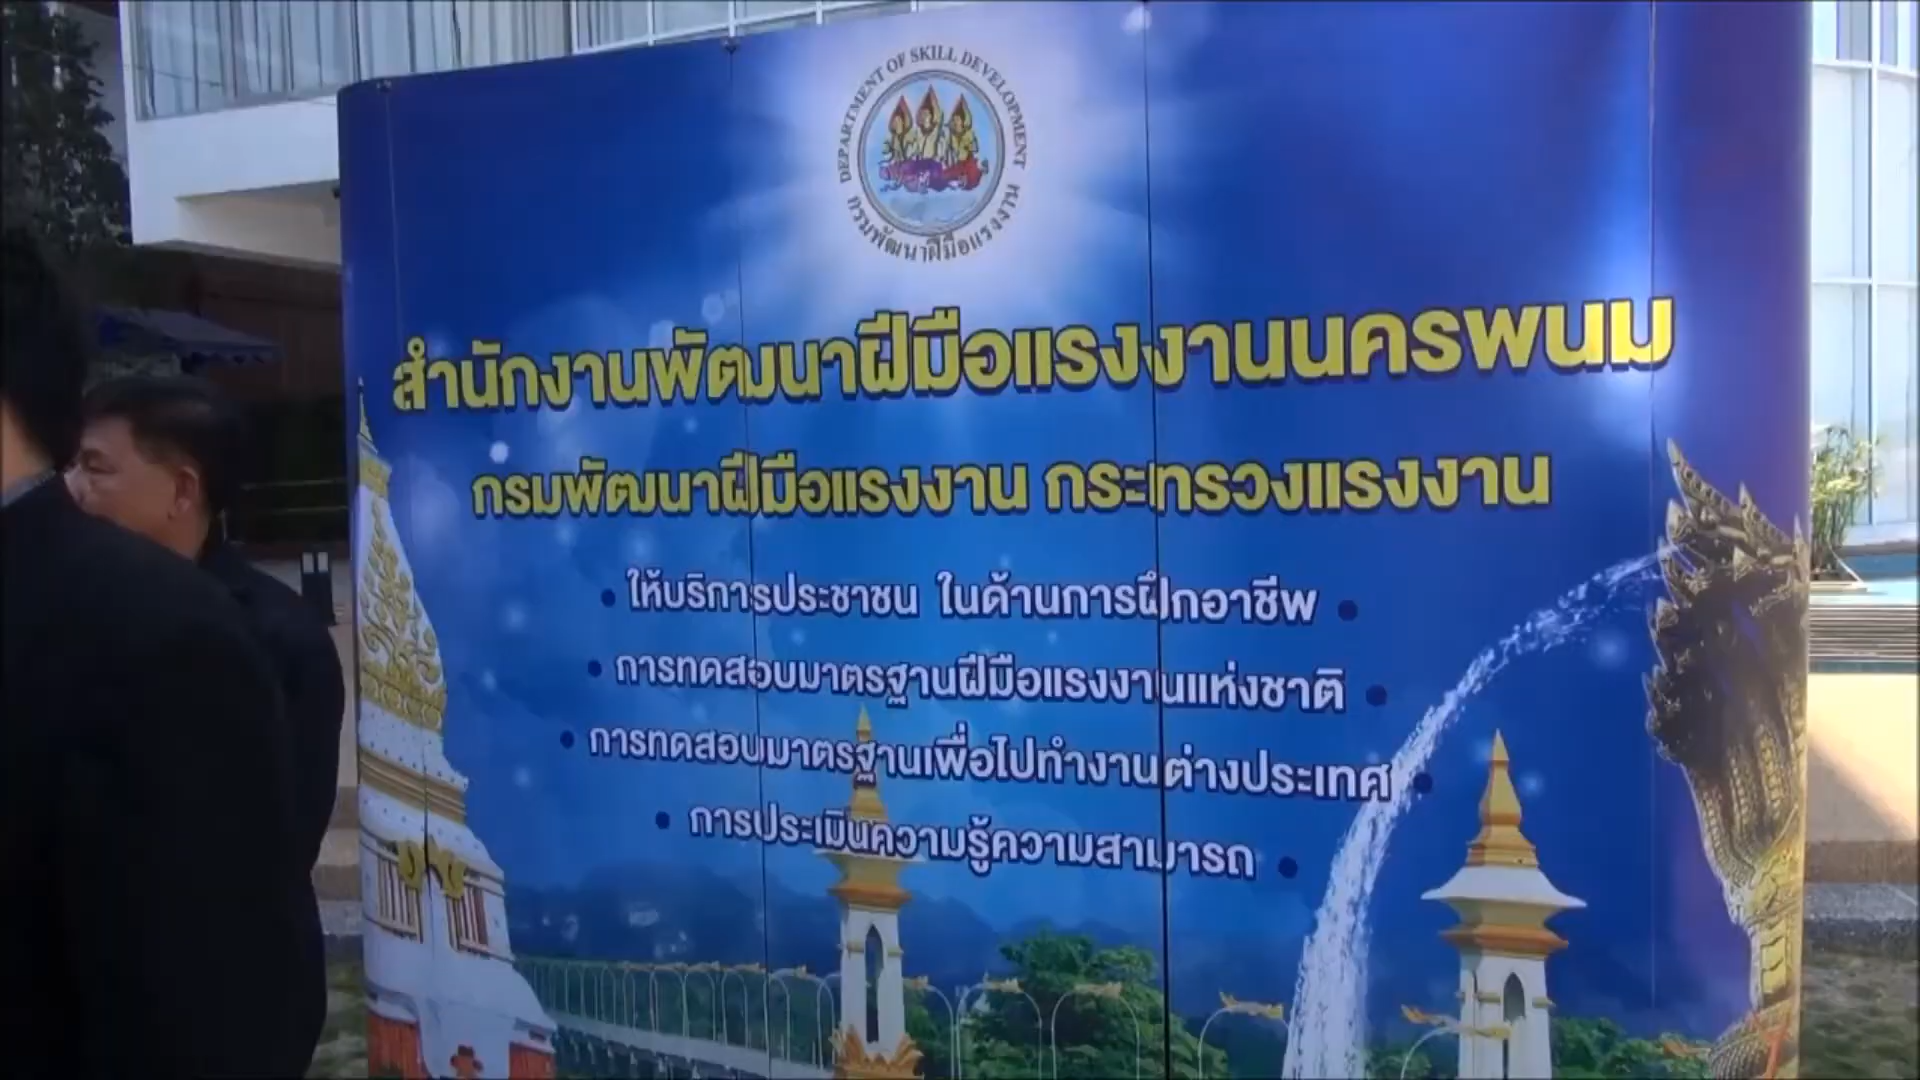 DEPARTMENT OF SKILL DEVELOPMENT
กรมพัฒนาฝีมือแรงงาน
สำนักงานพัฒนาฝีมือแรงงานนครพนม
กรมพัฒนาฝีมือแรงงาน กระทรวงแรงงาน
• ให้บริการประชาชน ในด้านการฝึกอาชีพ •
• การทดสอบมาตรฐานฝีมือแรงงานแห่งชาติ •
• การทดสอบมาตรฐานเพื่อไปทำงานต่างประเทศ •
• การประเมินความรู้ความสามารถ •